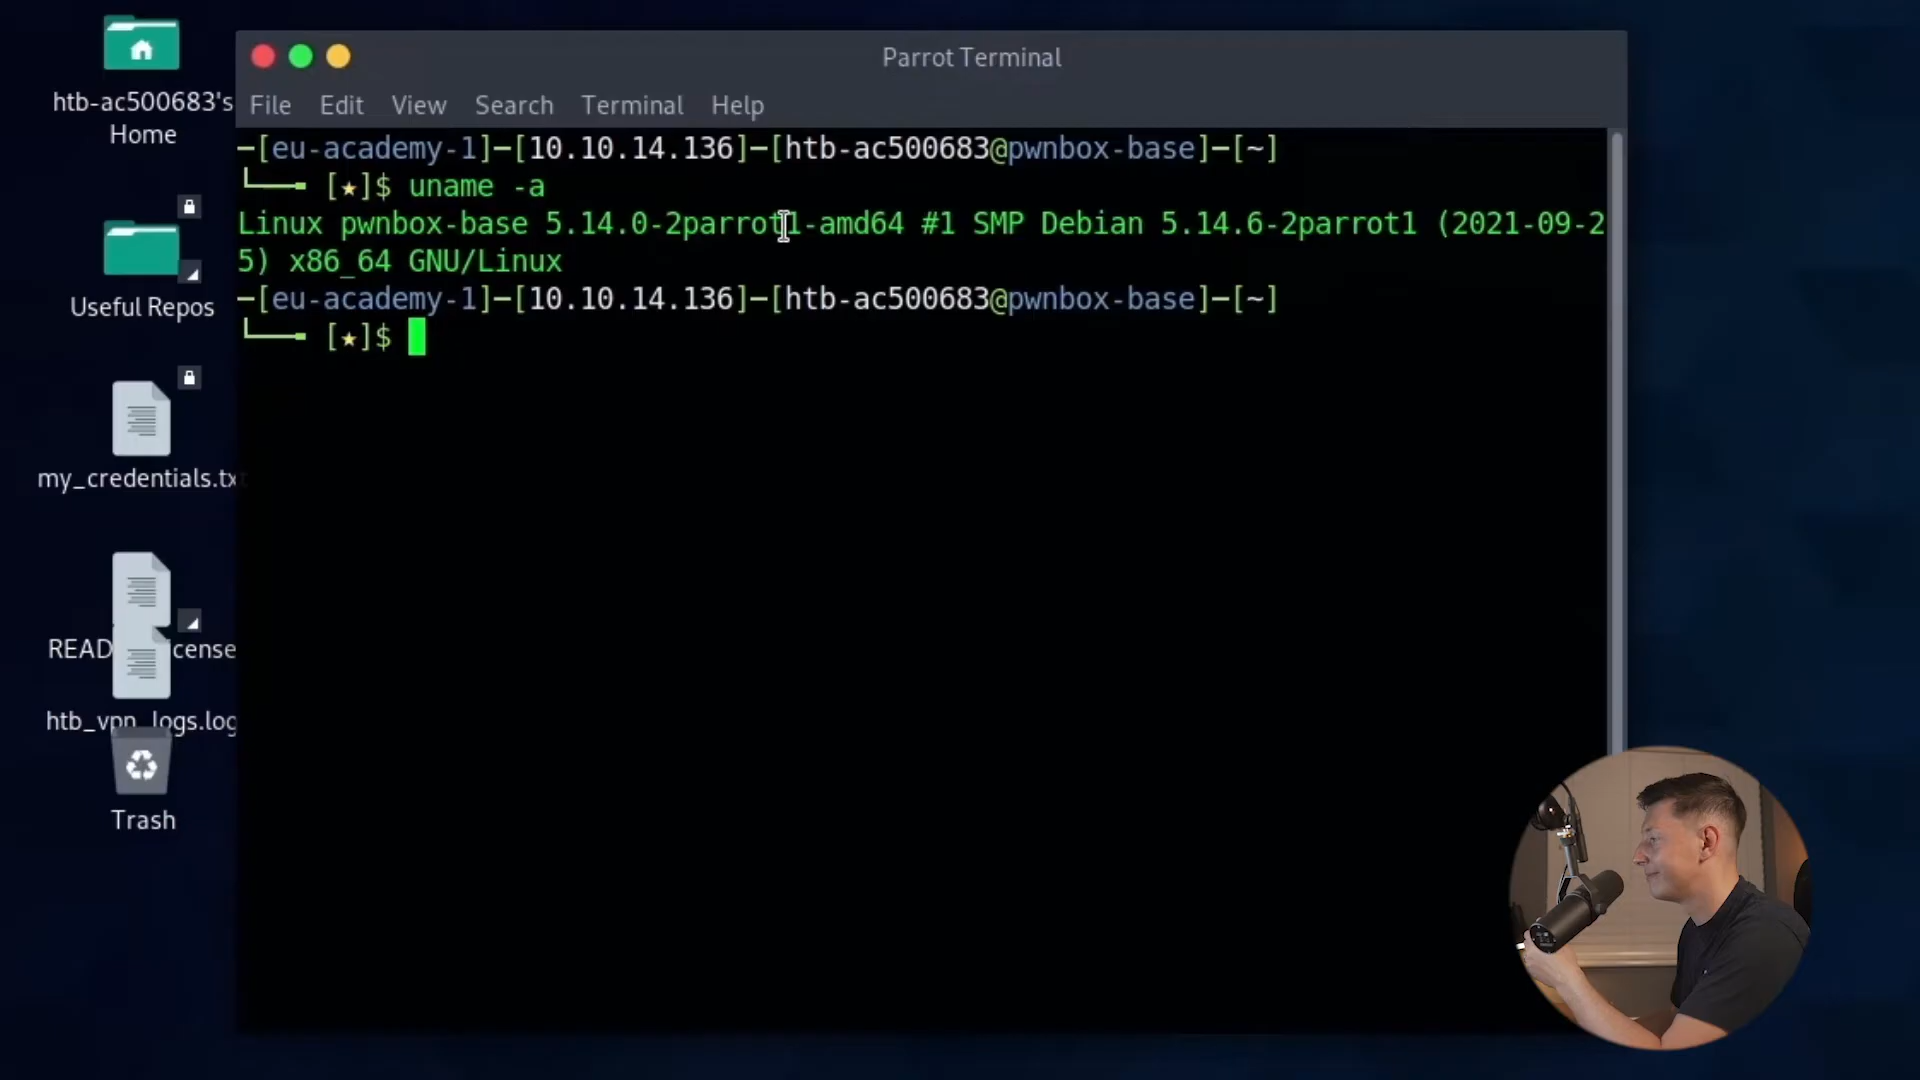 htb-ac500683's
Home
Useful Repos
my_credentials.tx
READ cense
htb_vpn_logs.log
Trash
Parrot Terminal
File Edit View Search Terminal Help
─[eu-academy-1]─[10.10.14.136]─[htb-ac500683@pwnbox-base]─[~]
└──╼ [★]$ uname -a
Linux pwnbox-base 5.14.0-2parrot1-amd64 #1 SMP Debian 5.14.6-2parrot1 (2021-09-2
5) x86_64 GNU/Linux
─[eu-academy-1]─[10.10.14.136]─[htb-ac500683@pwnbox-base]─[~]
└──╼ [★]$